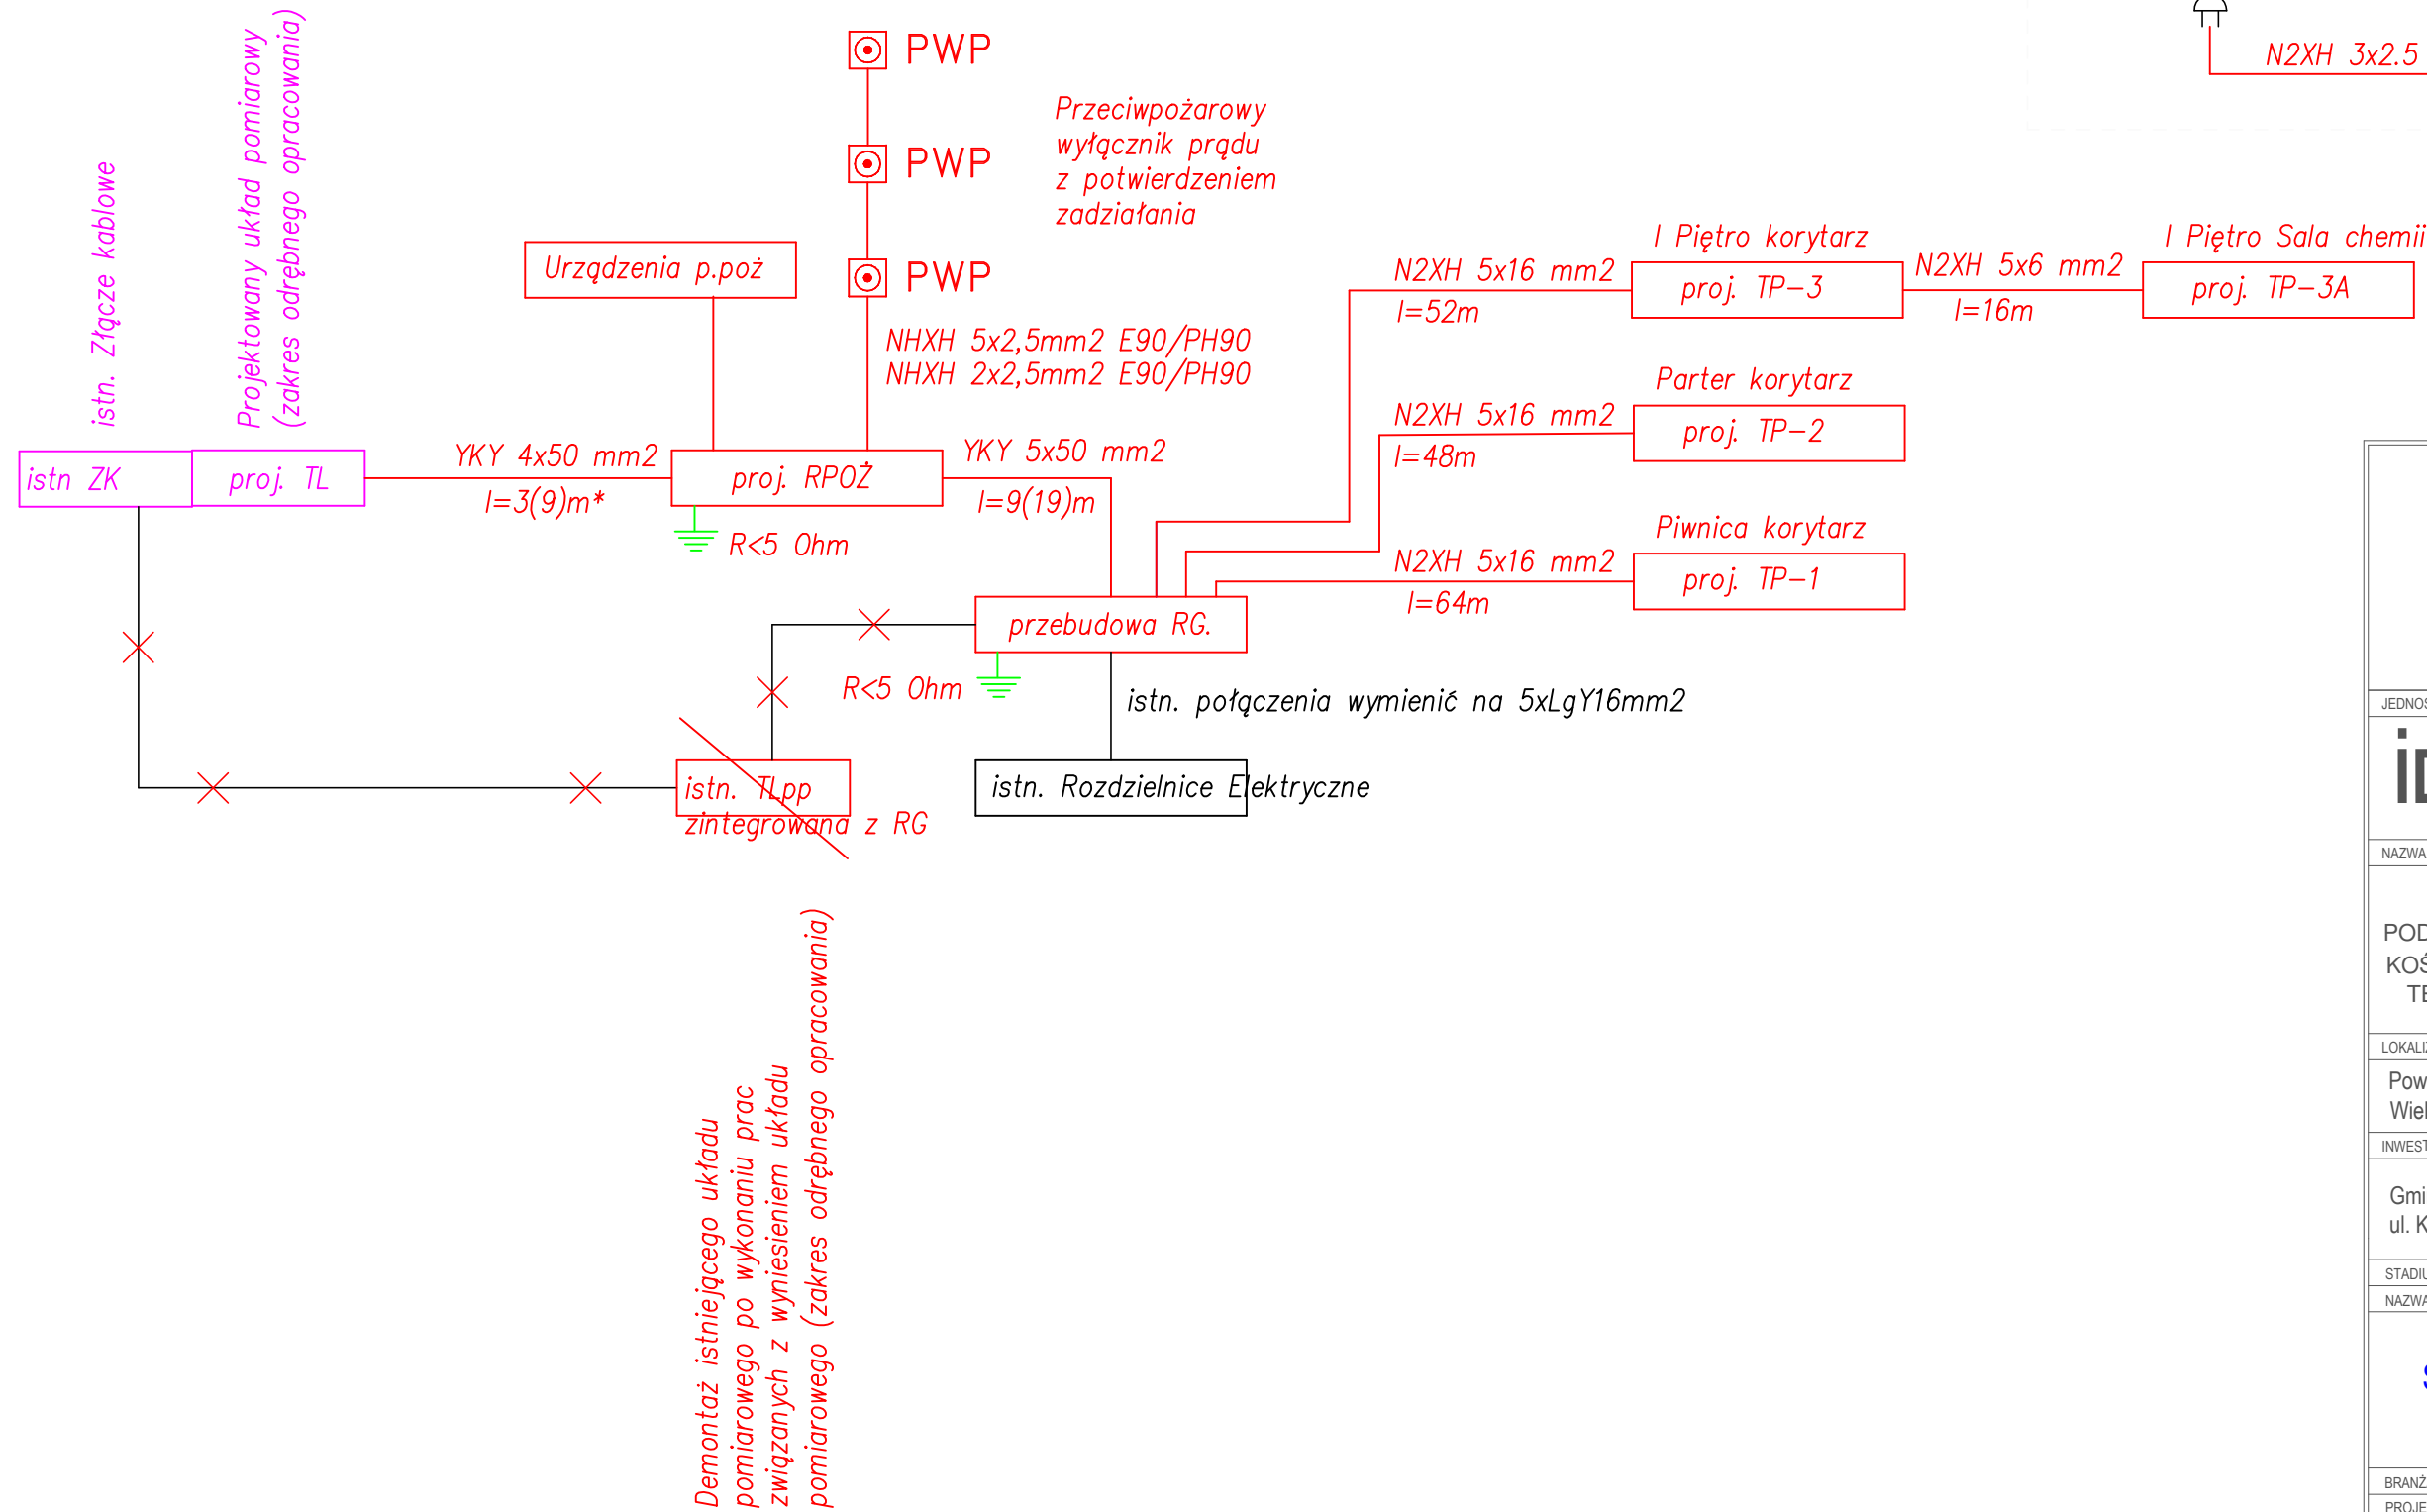 istn. Złącze kablowe
Projektowany układ pomiarowy
(zakres odrębnego opracowania)
PWP
PWP
PWP
Przeciwpożarowy
wyłącznik prądu
z potwierdzeniem
zadziałania
N2XH 3x2.5
Urządzenia p.poż
NHXH 5x2,5mm2 E90/PH90
NHXH 2x2,5mm2 E90/PH90
I Piętro korytarz
N2XH 5x16 mm2
l=52m
proj. TP-3
N2XH 5x6 mm2
l=16m
I Piętro Sala chemii
proj. TP-3A
Parter korytarz
N2XH 5x16 mm2
l=48m
proj. TP-2
Piwnica korytarz
N2XH 5x16 mm2
l=64m
proj. TP-1
istn ZK
proj. TL
YKY 4x50 mm2
l=3(9)m*
proj. RPOŻ
YKY 5x50 mm2
l=9(19)m
R<5 Ohm
przebudowa RG.
R<5 Ohm
istn. połączenia wymienić na 5xLgY16mm2
istn. TLpp
zintegrowana z RG
istn. Rozdzielnice Elektryczne
Demontaż istniejącego układu
pomiarowego po wykonaniu prac
związanych z wyniesieniem układu
pomiarowego (zakres odrębnego opracowania)
NAZWA
ul. K
NAZWA